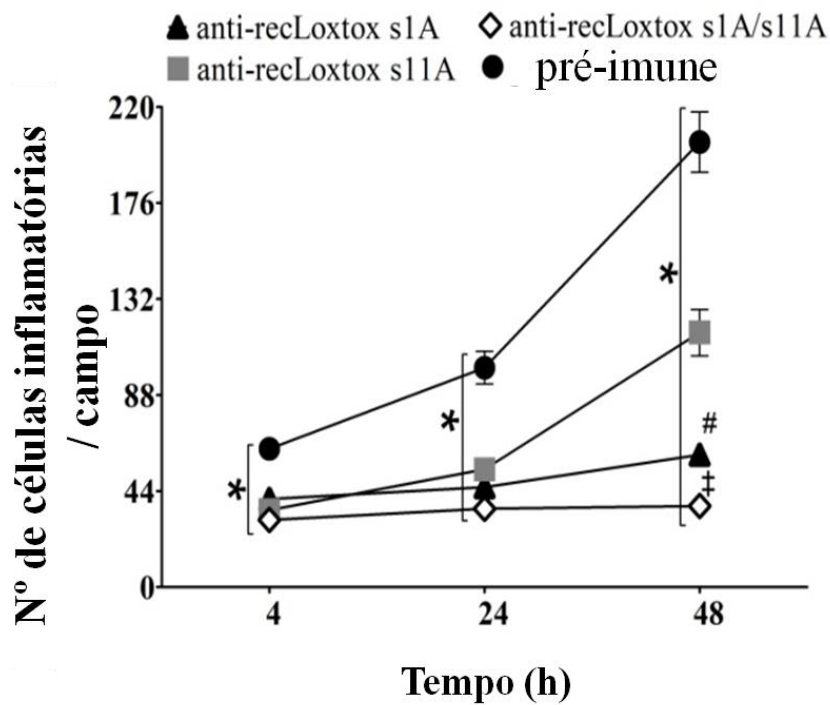 anti-recLoxtox s1A
anti-recLoxtox s1A/s11A
anti-recLoxtox s11A
pré-imune
Nº de células inflamatórias
/ campo
220
176
132
88
44
0
*
*
*
#
‡
4
24
48
Tempo (h)